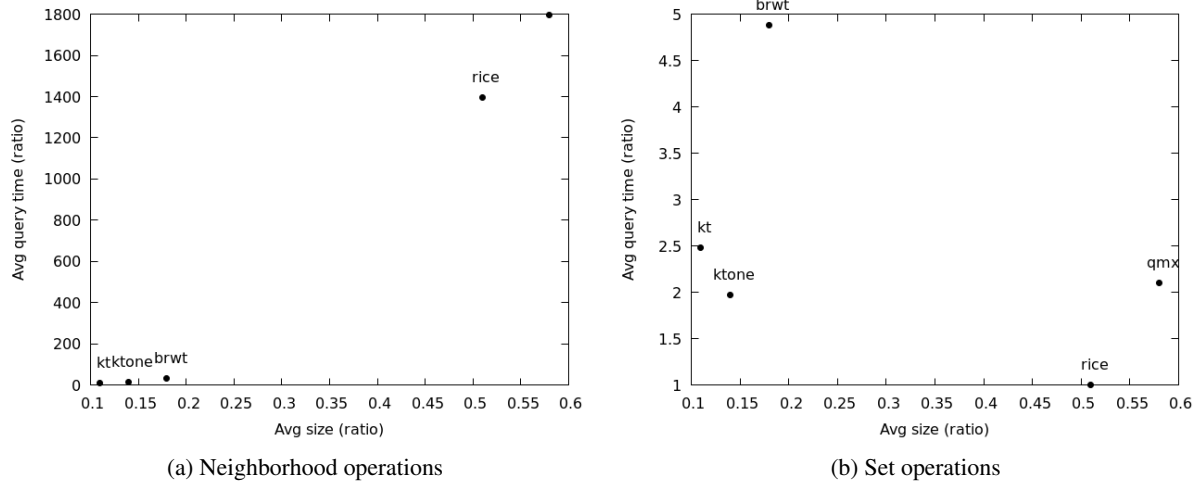 1800
1600
1400
1200
1000
800
600
400
200
0
Avg query time (ratio)
rice
kt ktone brwt
0.1 0.15 0.2 0.25 0.3 0.35 0.4 0.45 0.5 0.55 0.6
Avg size (ratio)
(a) Neighborhood operations
brwt
5
4.5
4
3.5
3
2.5
2
1.5
1
Avg query time (ratio)
kt
ktone
qmx
rice
0.1 0.15 0.2 0.25 0.3 0.35 0.4 0.45 0.5 0.55 0.6
Avg size (ratio)
(b) Set operations